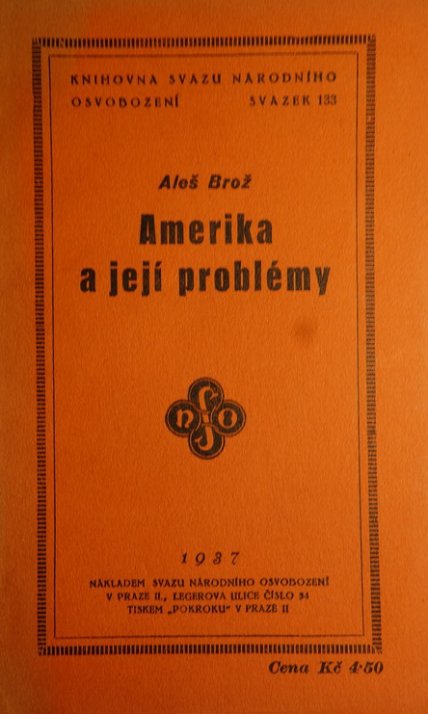 KNIHOVNA SVAZU NÁRODNÍHO
OSVOBOZENÍ SVAZEK 133
Aleš Brož
Amerika
a její problémy
1937
NÁKLADEM SVAZU NÁRODNÍHO OSVOBOZENÍ
V PRAZE II., LEGEROVA ULICE ČÍSLO 34
TISKEM „POKROKU“ V PRAZE II
Cena Kč 4·50